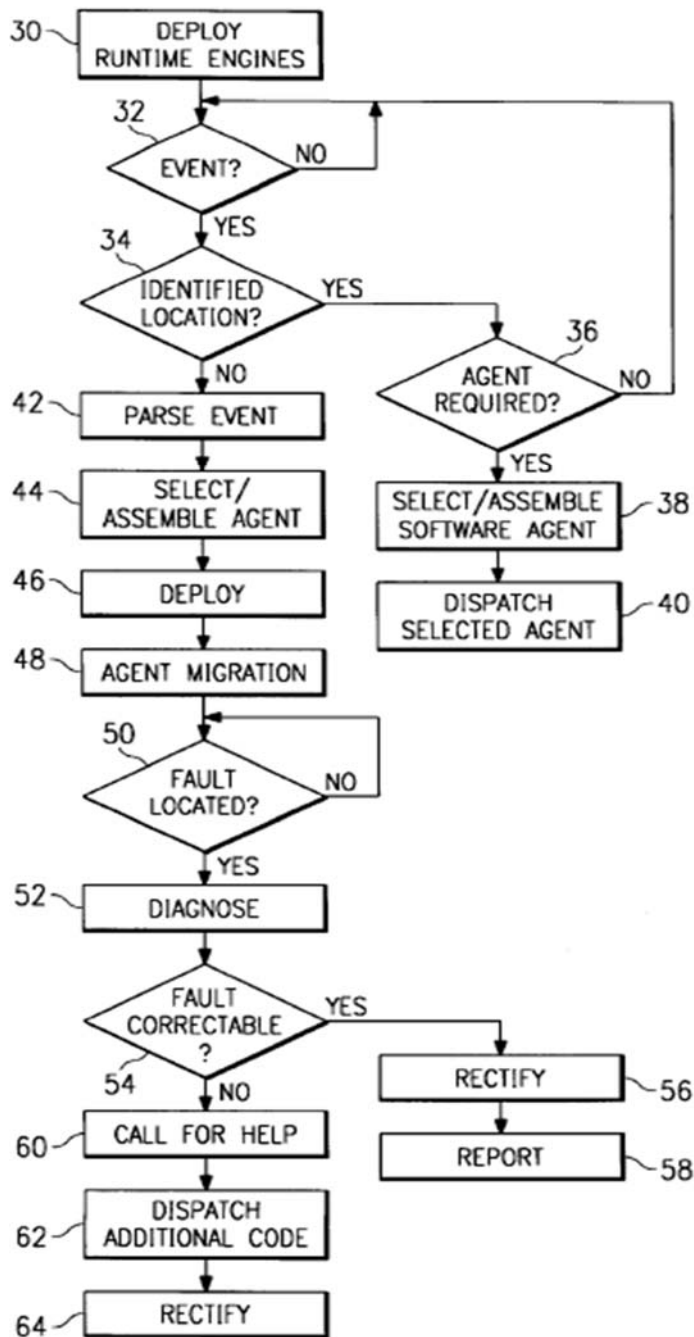 30
DEPLOY
RUNTIME ENGINES
32
EVENT?
NO
YES
34
IDENTIFIED
LOCATION?
YES
NO
36
AGENT
REQUIRED?
NO
YES
42
PARSE EVENT
44
SELECT/
ASSEMBLE AGENT
SELECT/ASSEMBLE
SOFTWARE AGENT
38
46
DEPLOY
DISPATCH
SELECTED AGENT
40
48
AGENT MIGRATION
50
FAULT
LOCATED?
NO
YES
52
DIAGNOSE
FAULT
CORRECTABLE
?
YES
54
NO
RECTIFY
56
60
CALL FOR HELP
REPORT
58
62
DISPATCH
ADDITIONAL CODE
64
RECTIFY